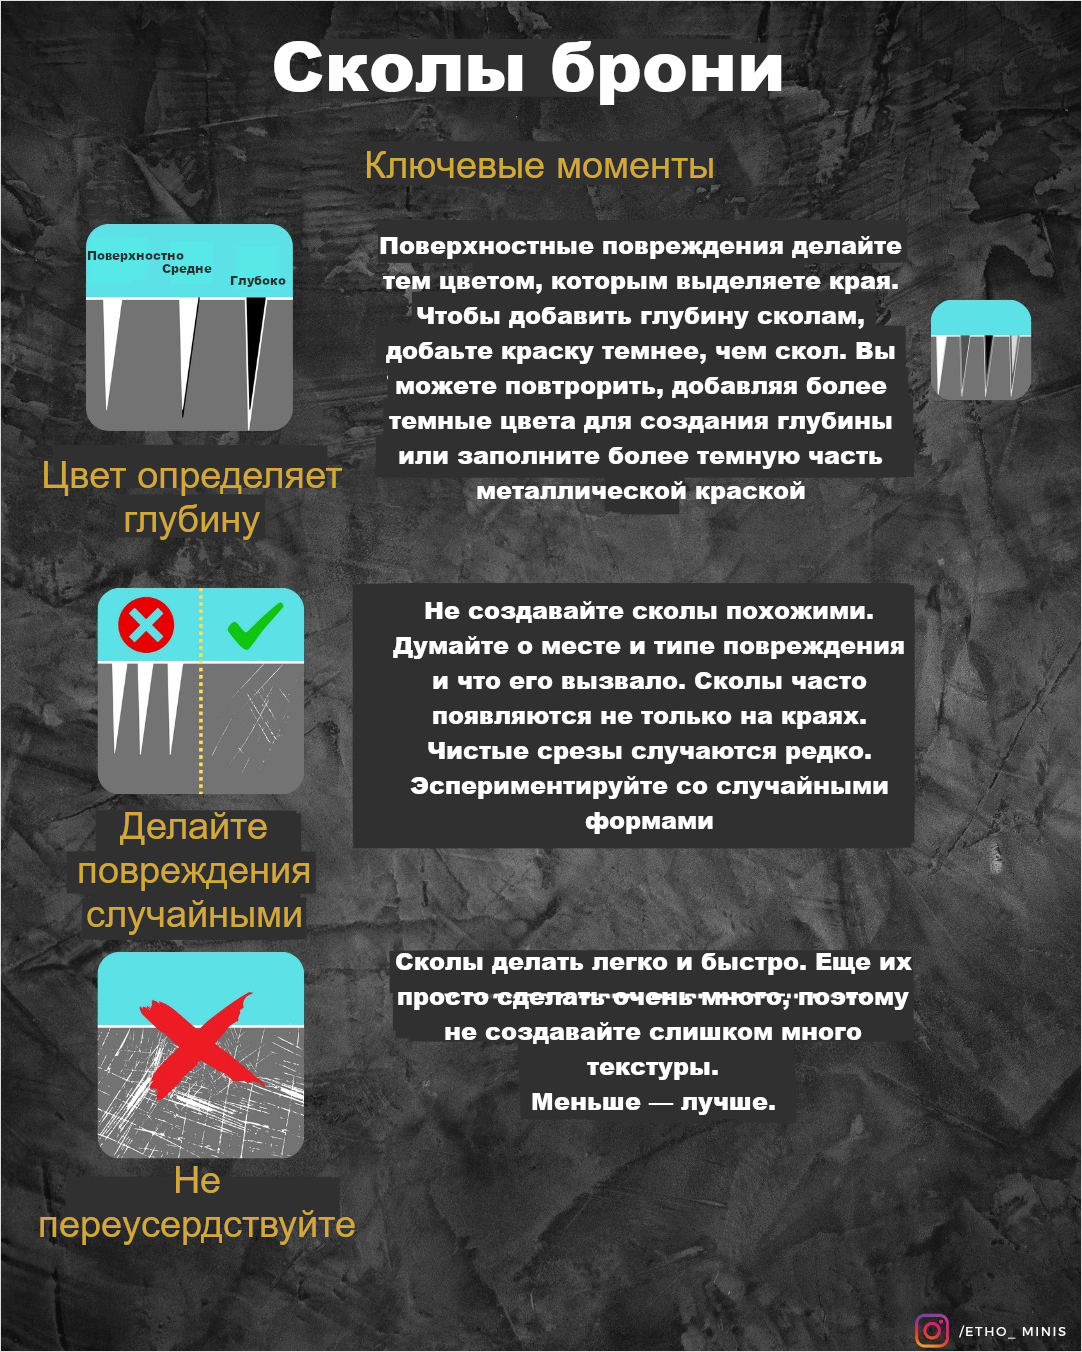 Сколы брони
Ключевые моменты
Поверхностно
Средне
Глубоко
Цвет определяет
глубину
Поверхностные повреждения делайте
тем цветом, которым выделяете края.
Чтобы добавить глубину сколам,
добаьте краску темнее, чем скол. Вы
можете повтрорить, добавляя более
темные цвета для создания глубины
или заполните более темную часть
металлической краской
Делайте
повреждения
случайными
Не создавайте сколы похожими.
Думайте о месте и типе повреждения
и что его вызвало. Сколы часто
появляются не только на краях.
Чистые срезы случаются редко.
Эспериментируйте со случайными
формами
Не
переусердствуйте
Сколы делать легко и быстро. Еще их
просто сделать очень много, поэтому
не создавайте слишком много
текстуры.
Меньше — лучше.
/ETHO_ MINIS